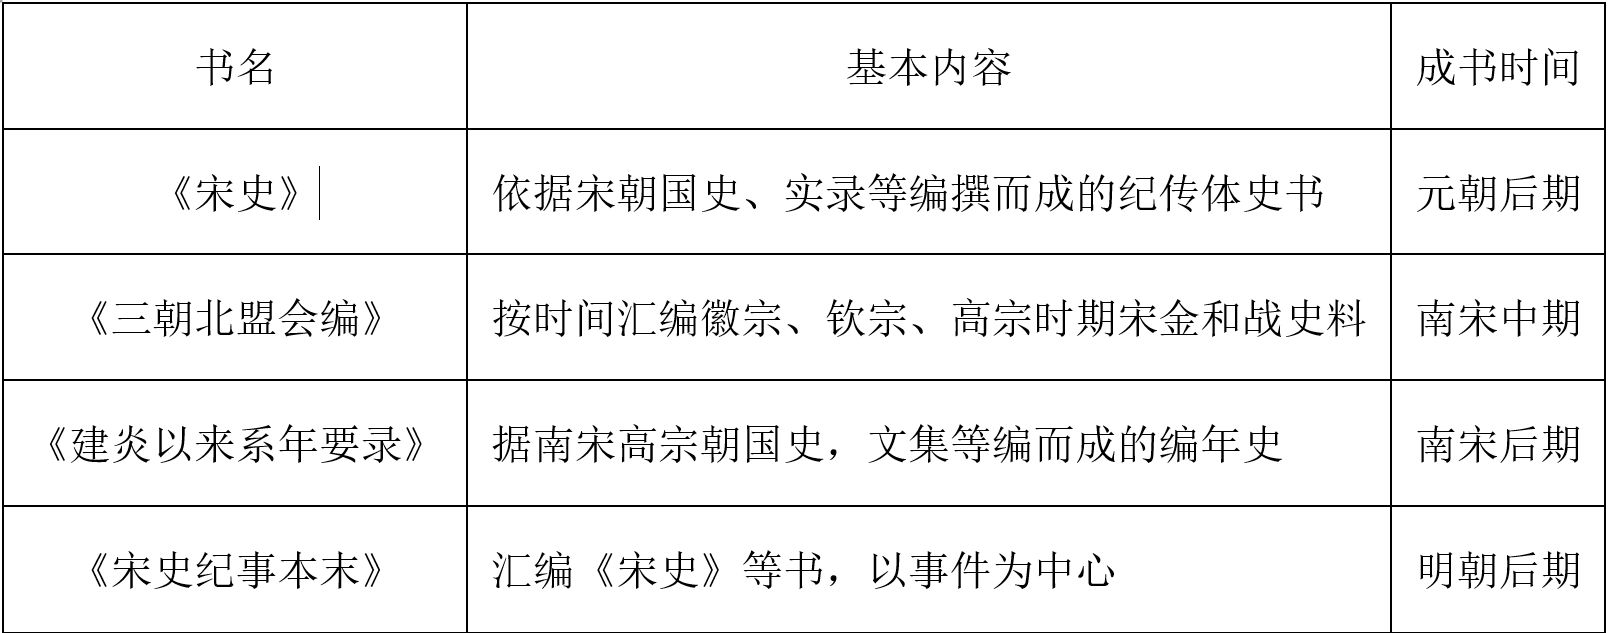 书名 基本内容 成书时间
《宋史》 依据宋朝国史、实录等编撰而成的纪传体史书 元朝后期
《三朝北盟会编》 按时间汇编徽宗、钦宗、高宗时期宋金和战史料 南宋中期
《建炎以来系年要录》 据南宋高宗朝国史，文集等编而成的编年史 南宋后期
《宋史纪事本末》 汇编《宋史》等书，以事件为中心 明朝后期